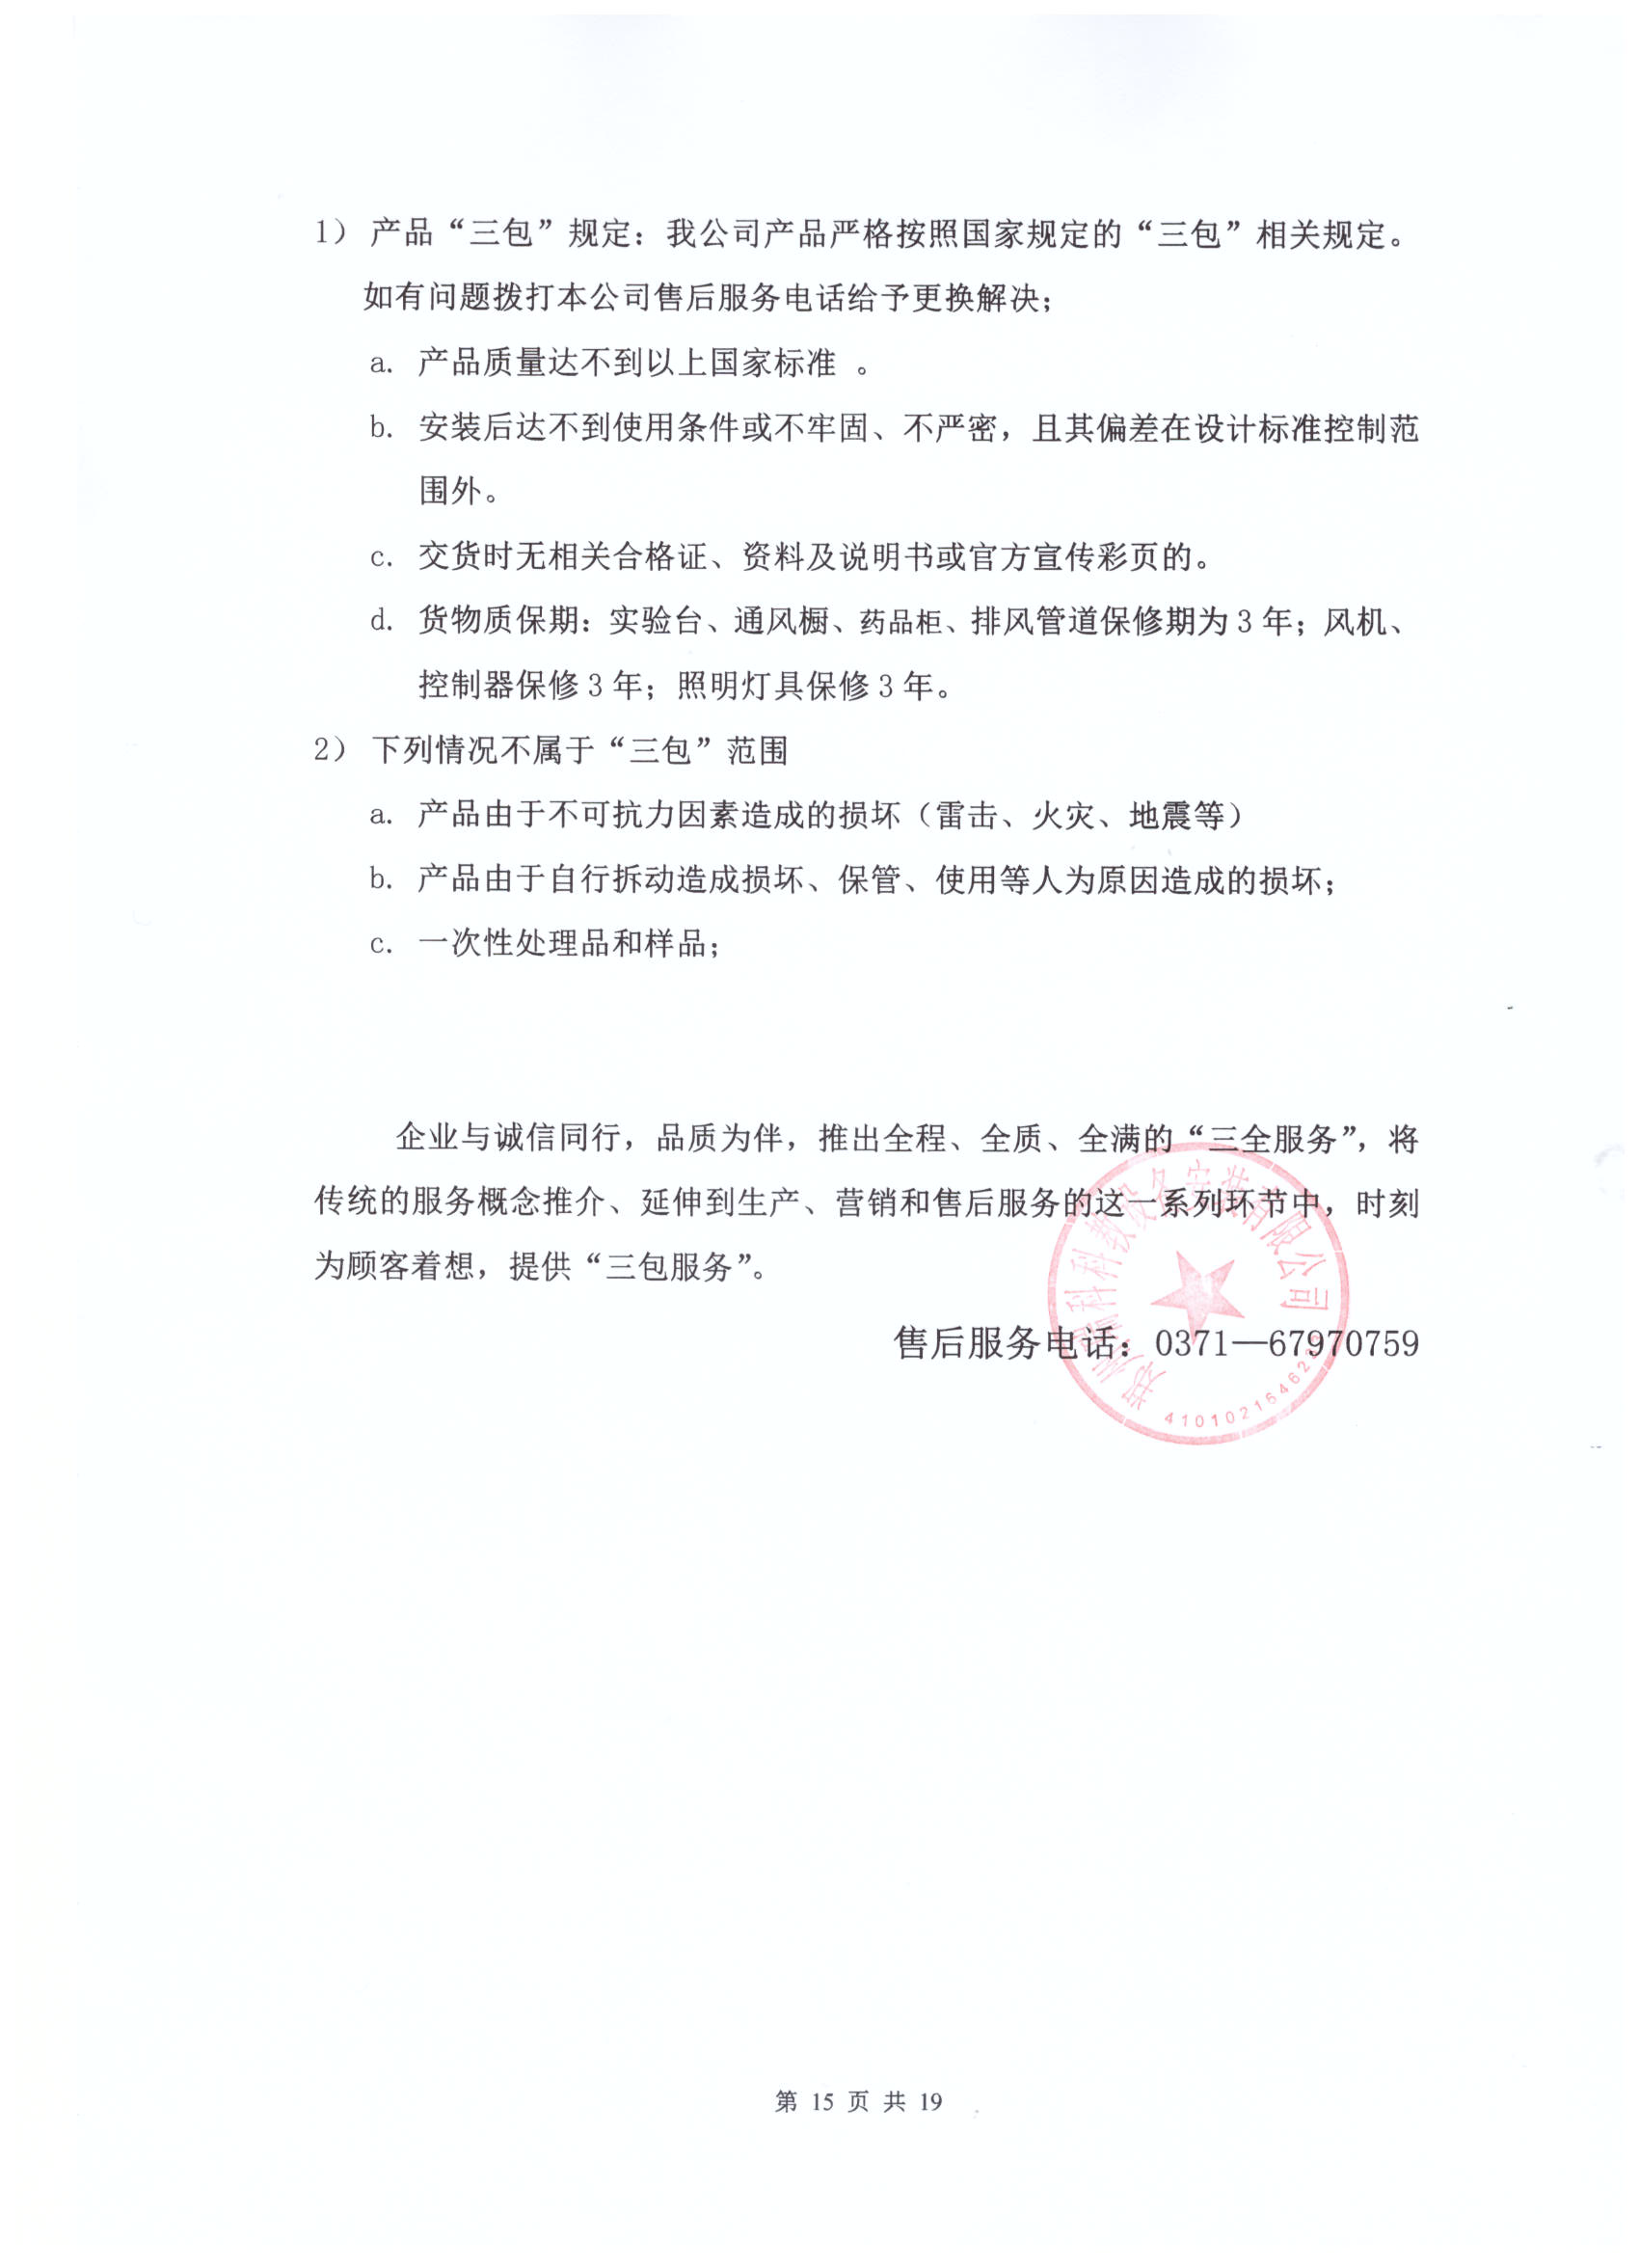 1） 产品“三包”规定：我公司产品严格按照国家规定的“三包”相关规定。
如有问题拨打本公司售后服务电话给予更换解决；
a. 产品质量达不到以上国家标准 。
b. 安装后达不到使用条件或不牢固、不严密，且其偏差在设计标准控制范
围外。
c. 交货时无相关合格证、资料及说明书或官方宣传彩页的。
d. 货物质保期：实验台、通风橱、药品柜、排风管道保修期为 3 年；风机、
控制器保修 3 年；照明灯具保修 3 年。
2） 下列情况不属于“三包”范围
a. 产品由于不可抗力因素造成的损坏（雷击、火灾、地震等）
b. 产品由于自行拆动造成损坏、保管、使用等人为原因造成的损坏；
c. 一次性处理品和样品；
企业与诚信同行，品质为伴，推出全程、全质、全满的“三全服务”，将
传统的服务概念推介、延伸到生产、营销和售后服务的这一系列环节中，时刻
为顾客着想，提供“三包服务”。
售后服务电话：0371—67970759
科科教设备安装有限公司
第 15 页 共 19